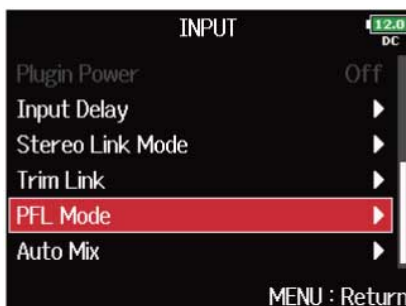 INPUT
12.0
DC
Plugin Power Off
Input Delay
Stereo Link Mode
Trim Link
PFL Mode
Auto Mix
MENU : Return